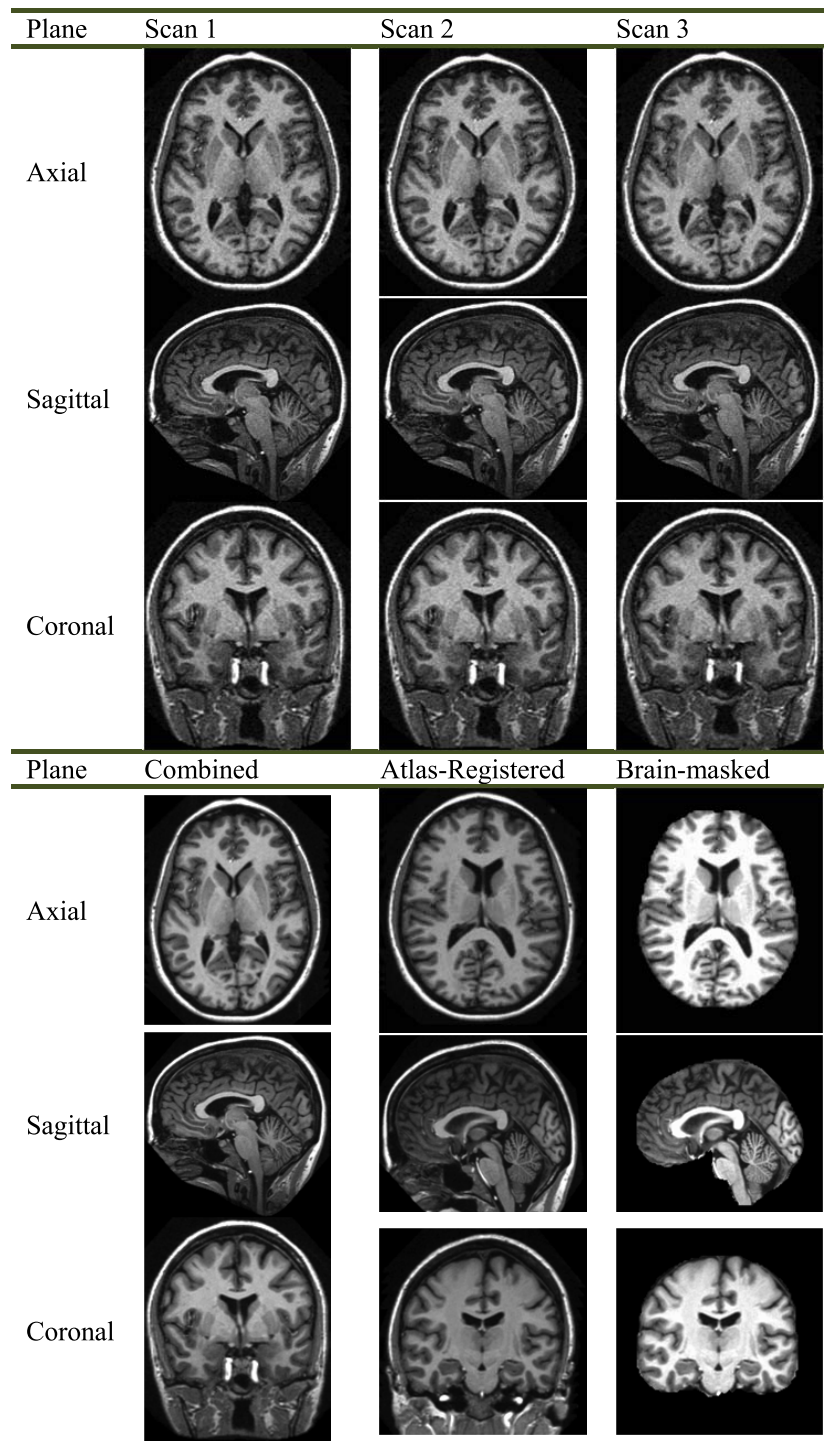 Plane Scan 1 Scan 2 Scan 3
Axial
Sagittal
Coronal
Plane Combined Atlas-Registered Brain-masked
Axial
Sagittal
Coronal